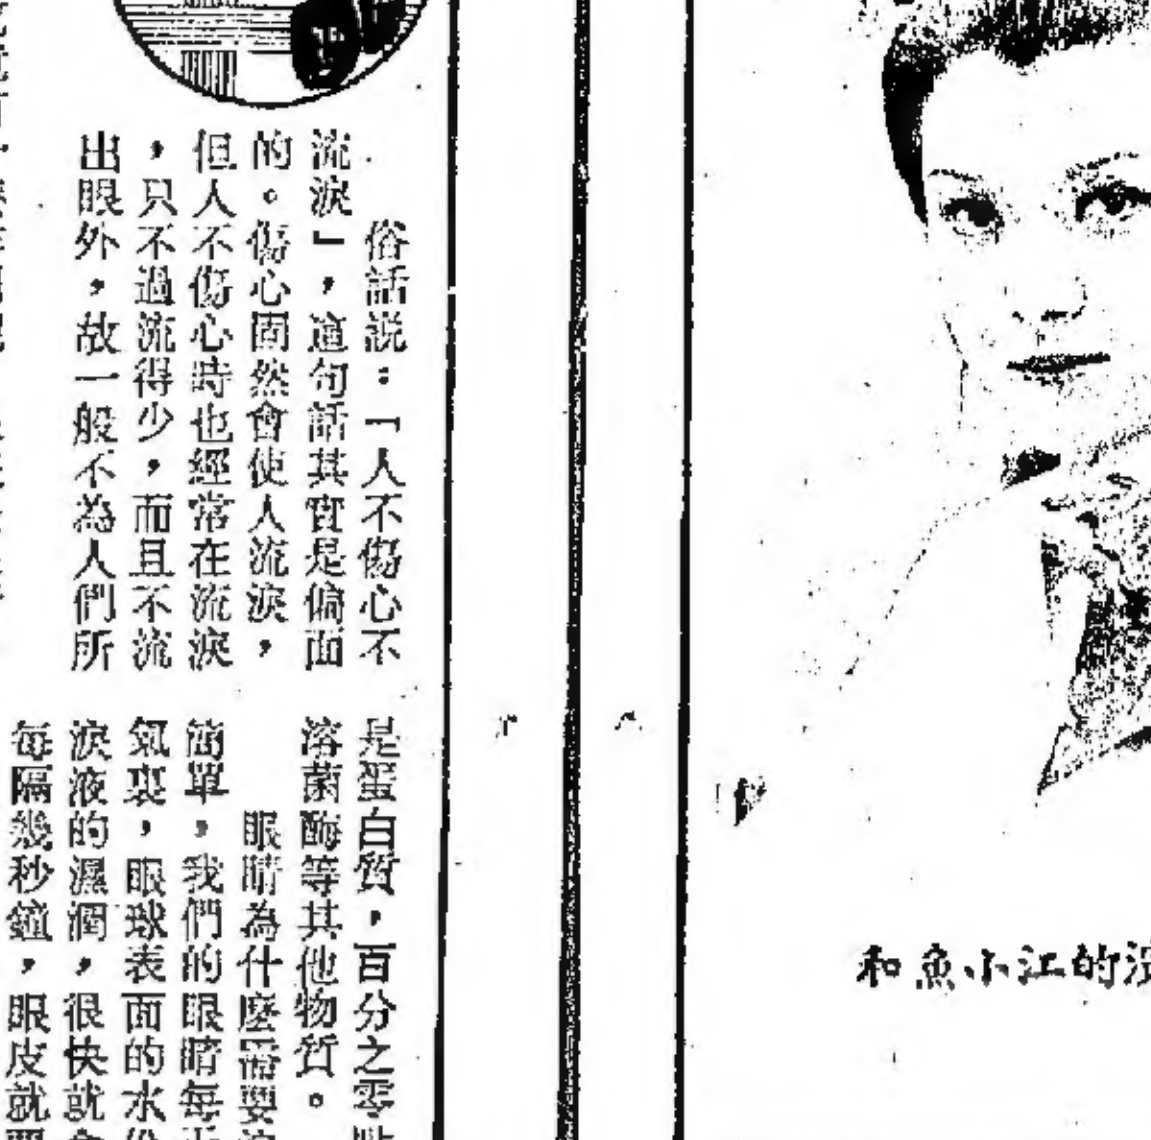 俗話説：「人不傷心不
流淚」，這句話其實是偏面
的。傷心固然會使人流淚，
但人不傷心時也經常在流淚
，只不過流得少，而且不流
出眼外，故一般不為人們所
是蛋白質，百分之零點
溶菌酶等其他物質。
眼睛為什麼需要
簡單，我們的眼睛每
氣裏，眼球表面的水份
淚液的濕潤，很快就會
每隔幾秒鐘，眼皮就要
和魚小江的